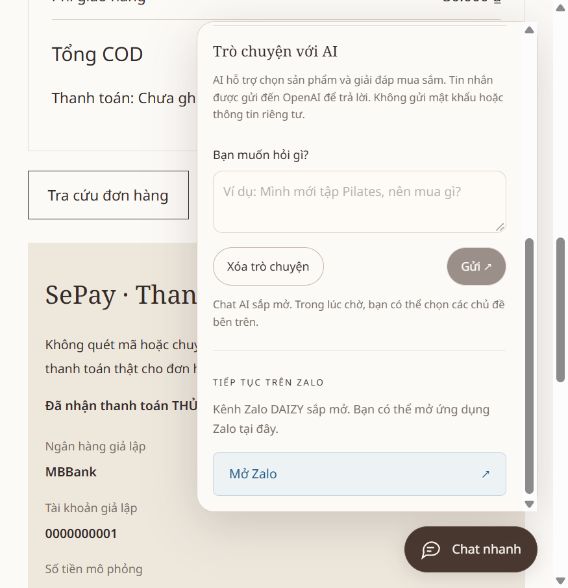 Tổng COD
Thanh toán: Chưa gh
Tra cứu đơn hàng
SePay · Than
Không quét mã hoặc chuy
thanh toán thật cho đơn h
Đã nhận thanh toán THỬ
Ngân hàng giả lập
MBBank
Tài khoản giả lập
0000000001
Số tiền mô phỏng
Trò chuyện với AI
AI hỗ trợ chọn sản phẩm và giải đáp mua sắm. Tin nhắn
được gửi đến OpenAI để trả lời. Không gửi mật khẩu hoặc
thông tin riêng tư.
Bạn muốn hỏi gì?
Ví dụ: Mình mới tập Pilates, nên mua gì?
Xóa trò chuyện
Gửi ↗
Chat AI sắp mở. Trong lúc chờ, bạn có thể chọn các chủ đề
bên trên.
TIẾP TỤC TRÊN ZALO
Kênh Zalo DAIZY sắp mở. Bạn có thể mở ứng dụng
Zalo tại đây.
Mở Zalo ↗
Chat nhanh